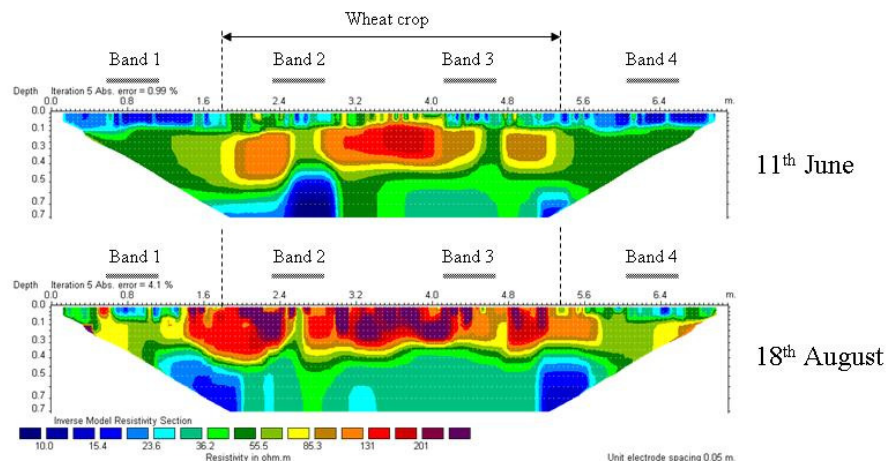 Wheat crop
Band 1 Band 2 Band 3 Band 4
Depth Iteration 5 Abs. error = 0.99 %
0.0 0.8 1.6 2.4 3.2 4.0 4.8 6.4 m.
0.0
0.1
0.3
0.4
0.5
0.7
0.7
11th June
Band 1 Band 2 Band 3 Band 4
Depth Iteration 5 Abs. error = 4.1 %
0.0 0.8 1.6 2.4 3.2 4.0 4.8 6.4 m.
0.0
0.1
0.3
0.4
0.5
0.6
0.7
18th August
Inverse Model Resistivity Section
10.0 15.4 23.6 36.2 55.5 85.3 131 201
Resistivity in ohm.m
Unit electrode spacing 0.05 m.